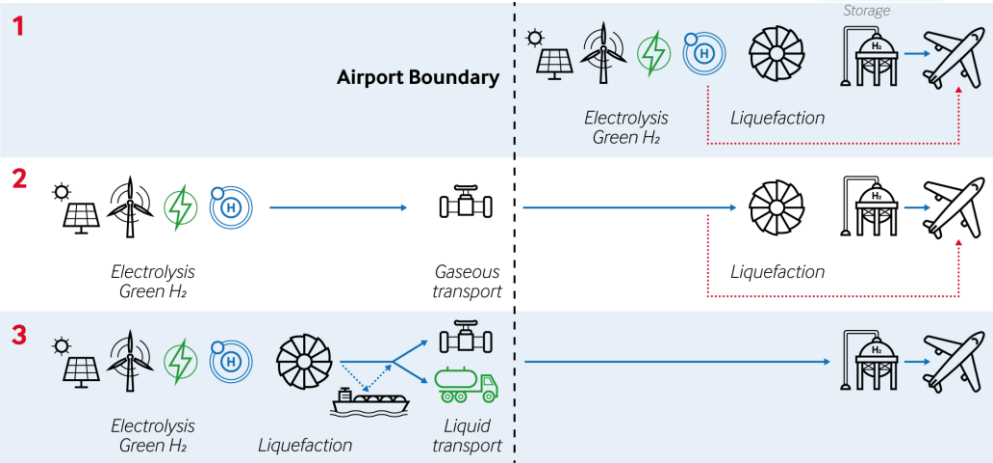 Storage
1
H
H₂
Airport Boundary
Electrolysis
Green H₂
Liquefaction
2
H
H₂
Electrolysis
Green H₂
Gaseous
transport
Liquefaction
3
H
H₂
Electrolysis
Green H₂
Liquefaction
Liquid
transport